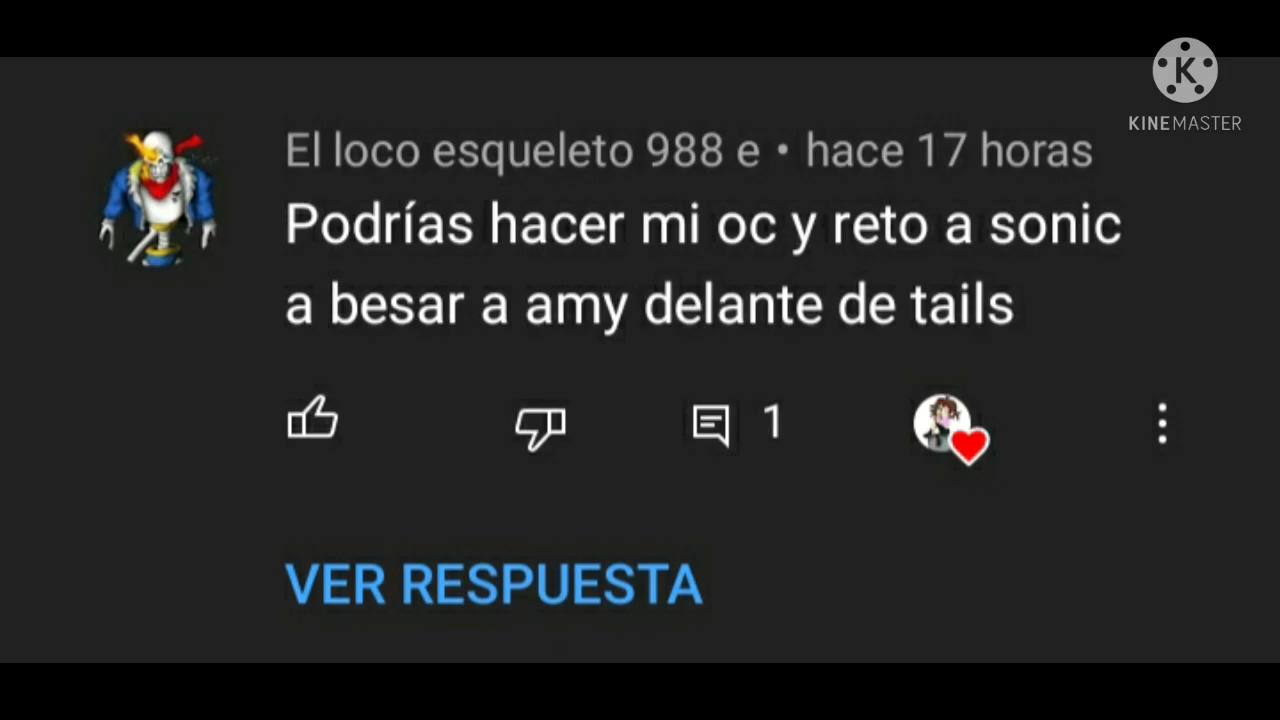 KINEMASTER
El loco esqueleto 988 e • hace 17 horas
Podrías hacer mi oc y reto a sonic
a besar a amy delante de tails
1
VER RESPUESTA